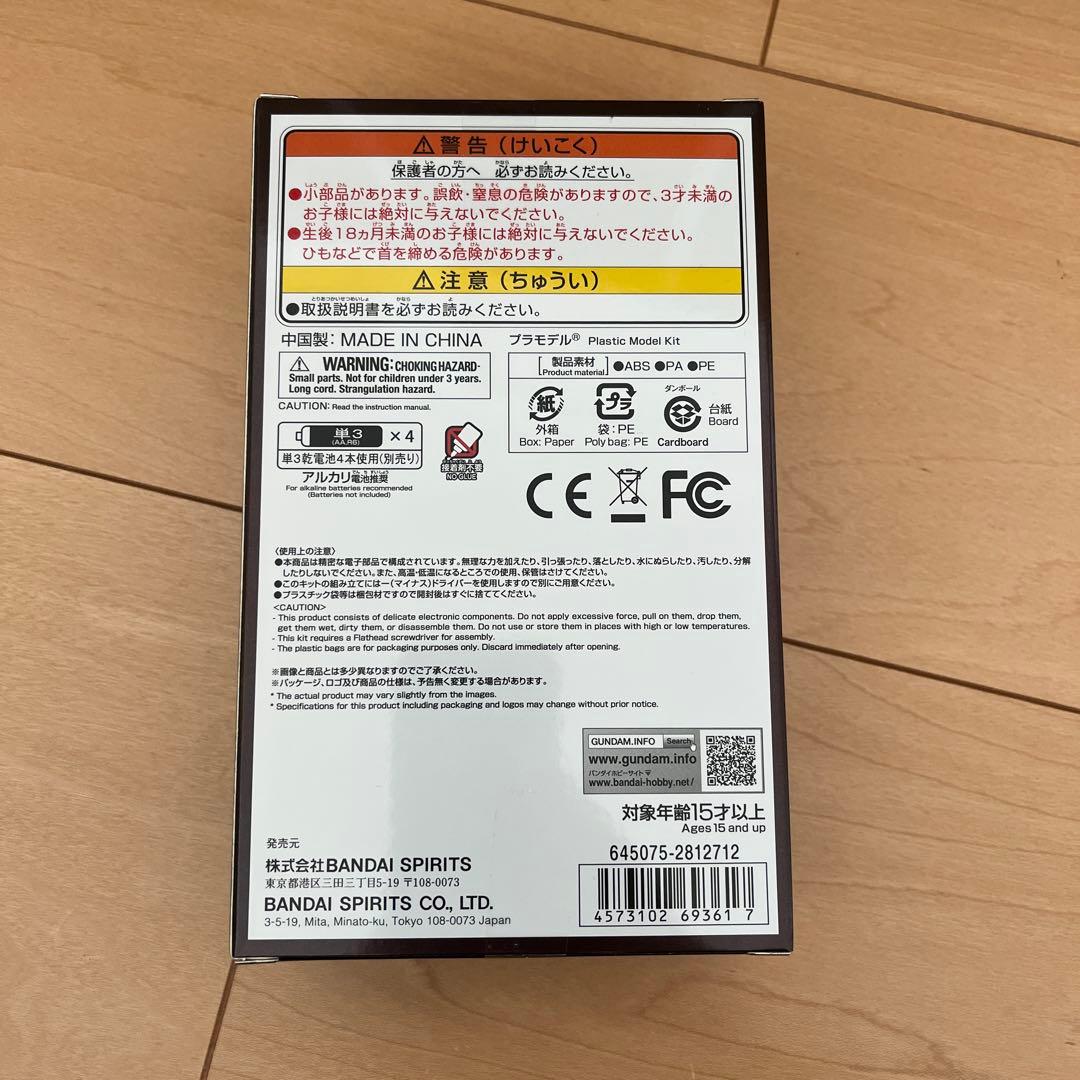 ⚠警告（けいこく）
保護者の方へ 必ずお読みください。
●小部品があります。誤飲・窒息の危険がありますので、3才未満の
お子様には絶対に与えないでください。
●生後18ヵ月未満のお子様には絶対に与えないでください。
ひもなどで首を締める危険があります。
⚠注意（ちゅうい）
●取扱説明書を必ずお読みください。
中国製：MADE IN CHINA
⚠ WARNING: CHOKING HAZARD-
Small parts. Not for children under 3 years.
Long cord. Strangulation hazard.
CAUTION: Read the instruction manual.
単3
(AA,R6)
×4
単3乾電池4本使用(別売り)
アルカリ電池推奨
For alkaline batteries recommended
(Batteries not included)
接着剤不要
NO GLUE
プラモデル® Plastic Model Kit
製品素材
Product material
●ABS ●PA ●PE
紙
外箱
Box: Paper
プラ
袋：PE
Poly bag: PE
ダンボール
台紙
Board
Cardboard
CE FC
〈使用上の注意〉
●本商品は精密な電子部品で構成されています。無理な力を加えたり、引っ張ったり、落としたり、水にぬらしたり、汚したり、分解
したりしないでください。また、高温・低温になるところでの使用、保管はさけてください。
●このキットの組み立てには－(マイナス)ドライバーを使用しますので別にご用意ください。
●プラスチック袋等は梱包材ですので開封後はすぐに捨ててください。
<CAUTION>
- This product consists of delicate electronic components. Do not apply excessive force, pull on them, drop them,
get them wet, dirty them, or disassemble them. Do not use or store them in places with high or low temperatures.
- This kit requires a Flathead screwdriver for assembly.
- The plastic bags are for packaging purposes only. Discard immediately after opening.
※画像と商品とは多少異なりますのでご了承ください。
※パッケージ、ロゴ及び商品の仕様は、予告無く変更する場合があります。
* The actual product may vary slightly from the images.
* Specifications for this product including packaging and logos may change without prior notice.
GUNDAM.INFO Search
www.gundam.info
バンダイホビーサイト
www.bandai-hobby.net/
対象年齢15才以上
Ages 15 and up
発売元
株式会社BANDAI SPIRITS
東京都港区三田三丁目5-19 〒108-0073
BANDAI SPIRITS CO., LTD.
3-5-19, Mita, Minato-ku, Tokyo 108-0073 Japan
645075-2812712
4573102 69361 7